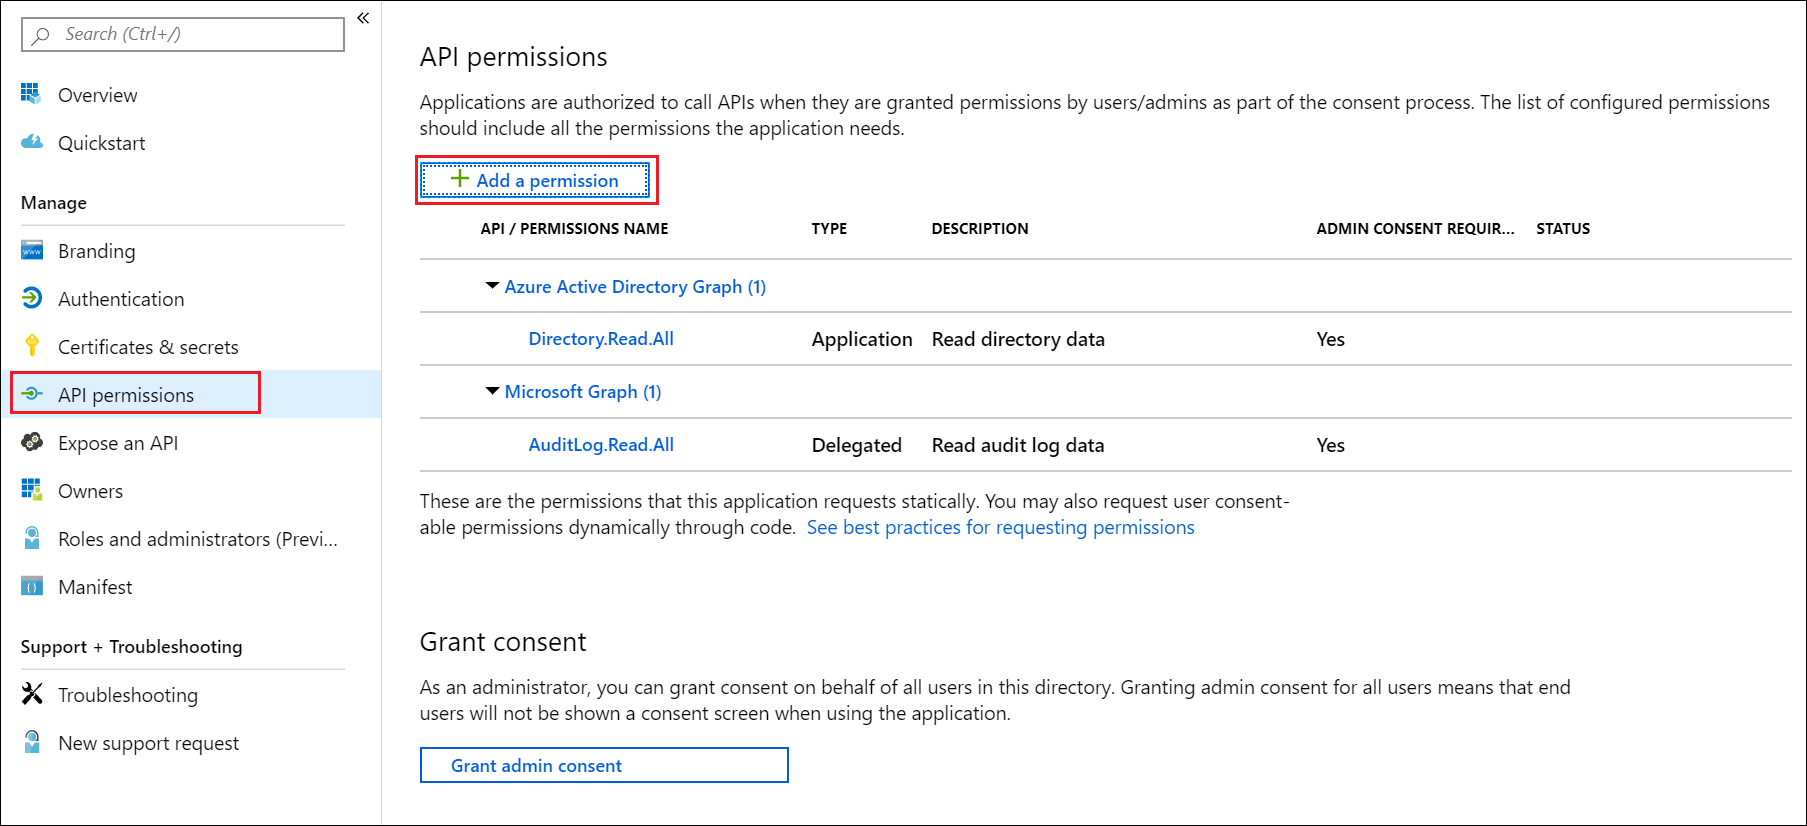 Search (Ctrl+/)
«
Overview
Quickstart
Manage
Branding
Authentication
Certificates & secrets
API permissions
Expose an API
Owners
Roles and administrators (Previ...
Manifest
Support + Troubleshooting
Troubleshooting
New support request
API permissions
Applications are authorized to call APIs when they are granted permissions by users/admins as part of the consent process. The list of configured permissions
should include all the permissions the application needs.
+ Add a permission
API / PERMISSIONS NAME TYPE DESCRIPTION ADMIN CONSENT REQUIR... STATUS
Azure Active Directory Graph (1)
Directory.Read.All Application Read directory data Yes
Microsoft Graph (1)
AuditLog.Read.All Delegated Read audit log data Yes
These are the permissions that this application requests statically. You may also request user consent-
able permissions dynamically through code. See best practices for requesting permissions
Grant consent
As an administrator, you can grant consent on behalf of all users in this directory. Granting admin consent for all users means that end
users will not be shown a consent screen when using the application.
Grant admin consent